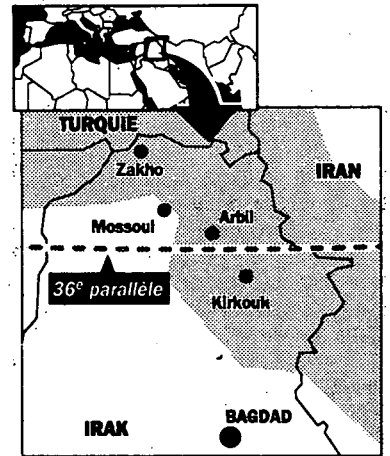 TURQUIE
Zakho
IRAN
Mossoul
Arbil
36e parallèle
Kirkouk
IRAK
BAGDAD